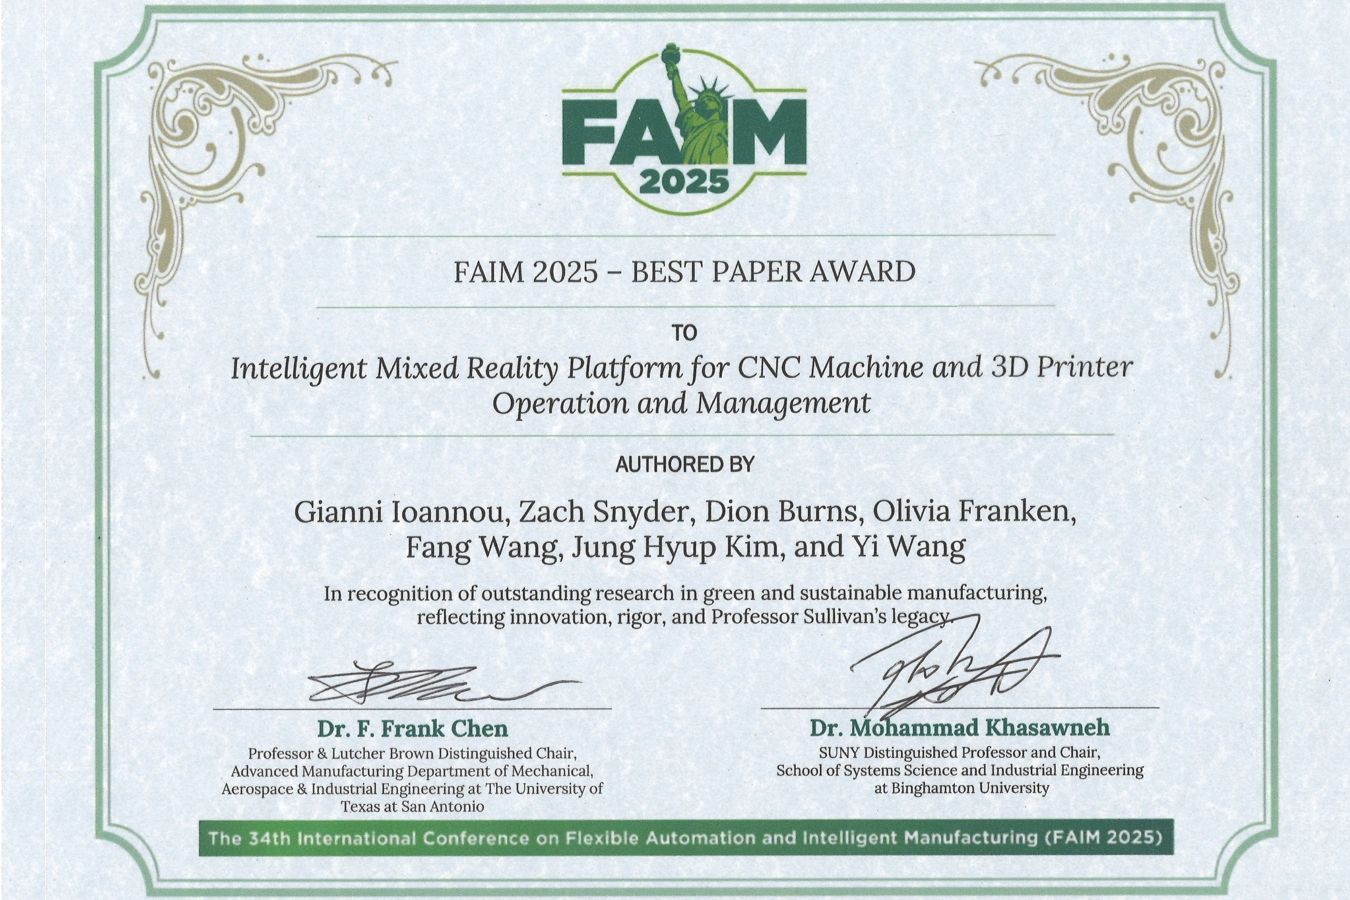 FAIM
2025
FAIM 2025 – BEST PAPER AWARD
TO
Intelligent Mixed Reality Platform for CNC Machine and 3D Printer
Operation and Management
AUTHORED BY
Gianni Ioannou, Zach Snyder, Dion Burns, Olivia Franken,
Fang Wang, Jung Hyup Kim, and Yi Wang
In recognition of outstanding research in green and sustainable manufacturing,
reflecting innovation, rigor, and Professor Sullivan's legacy.
Dr. F. Frank Chen
Professor & Lutcher Brown Distinguished Chair,
Advanced Manufacturing Department of Mechanical,
Aerospace & Industrial Engineering at The University of
Texas at San Antonio
Dr. Mohammad Khasawneh
SUNY Distinguished Professor and Chair,
School of Systems Science and Industrial Engineering
at Binghamton University
The 34th International Conference on Flexible Automation and Intelligent Manufacturing (FAIM 2025)